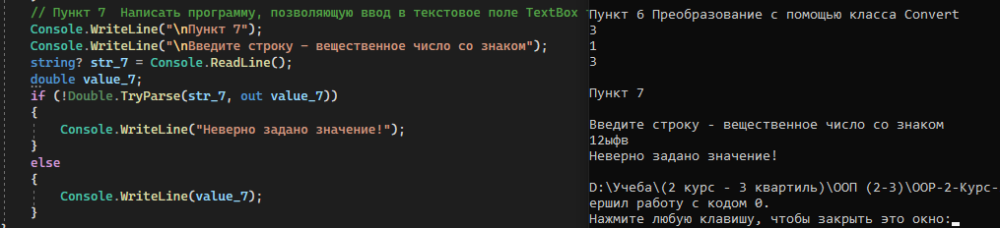 // Пункт 7  Написать программу, позволяющую ввод в текстовое поле TextBox
Console.WriteLine("\nПункт 7");
Console.WriteLine("\nВведите строку - вещественное число со знаком");
string? str_7 = Console.ReadLine();
double value_7;
if (!Double.TryParse(str_7, out value_7))
{
Console.WriteLine("Неверно задано значение!");
}
else
{
Console.WriteLine(value_7);
}
Пункт 6 Преобразование с помощью класса Convert
3
1
3
Пункт 7
Введите строку - вещественное число со знаком
12ыфв
Неверно задано значение!
D:\Учеба\(2 курс - 3 квартиль)\ООП (2-3)\OOP-2-Курс-
ершил работу с кодом 0.
Нажмите любую клавишу, чтобы закрыть это окно: